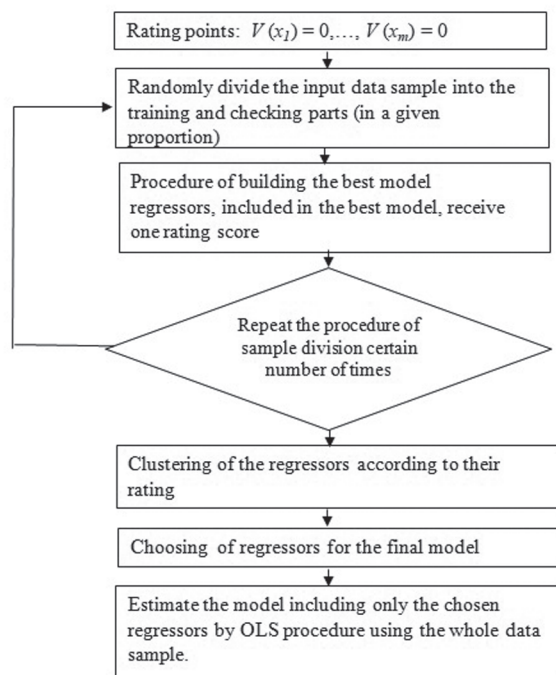 Rating points: V(x1) = 0,…, V(xm) = 0
Randomly divide the input data sample into the
training and checking parts (in a given
proportion)
Procedure of building the best model
regressors, included in the best model, receive
one rating score
Repeat the procedure of
sample division certain
number of times
Clustering of the regressors according to their
rating
Choosing of regressors for the final model
Estimate the model including only the chosen
regressors by OLS procedure using the whole data
sample.